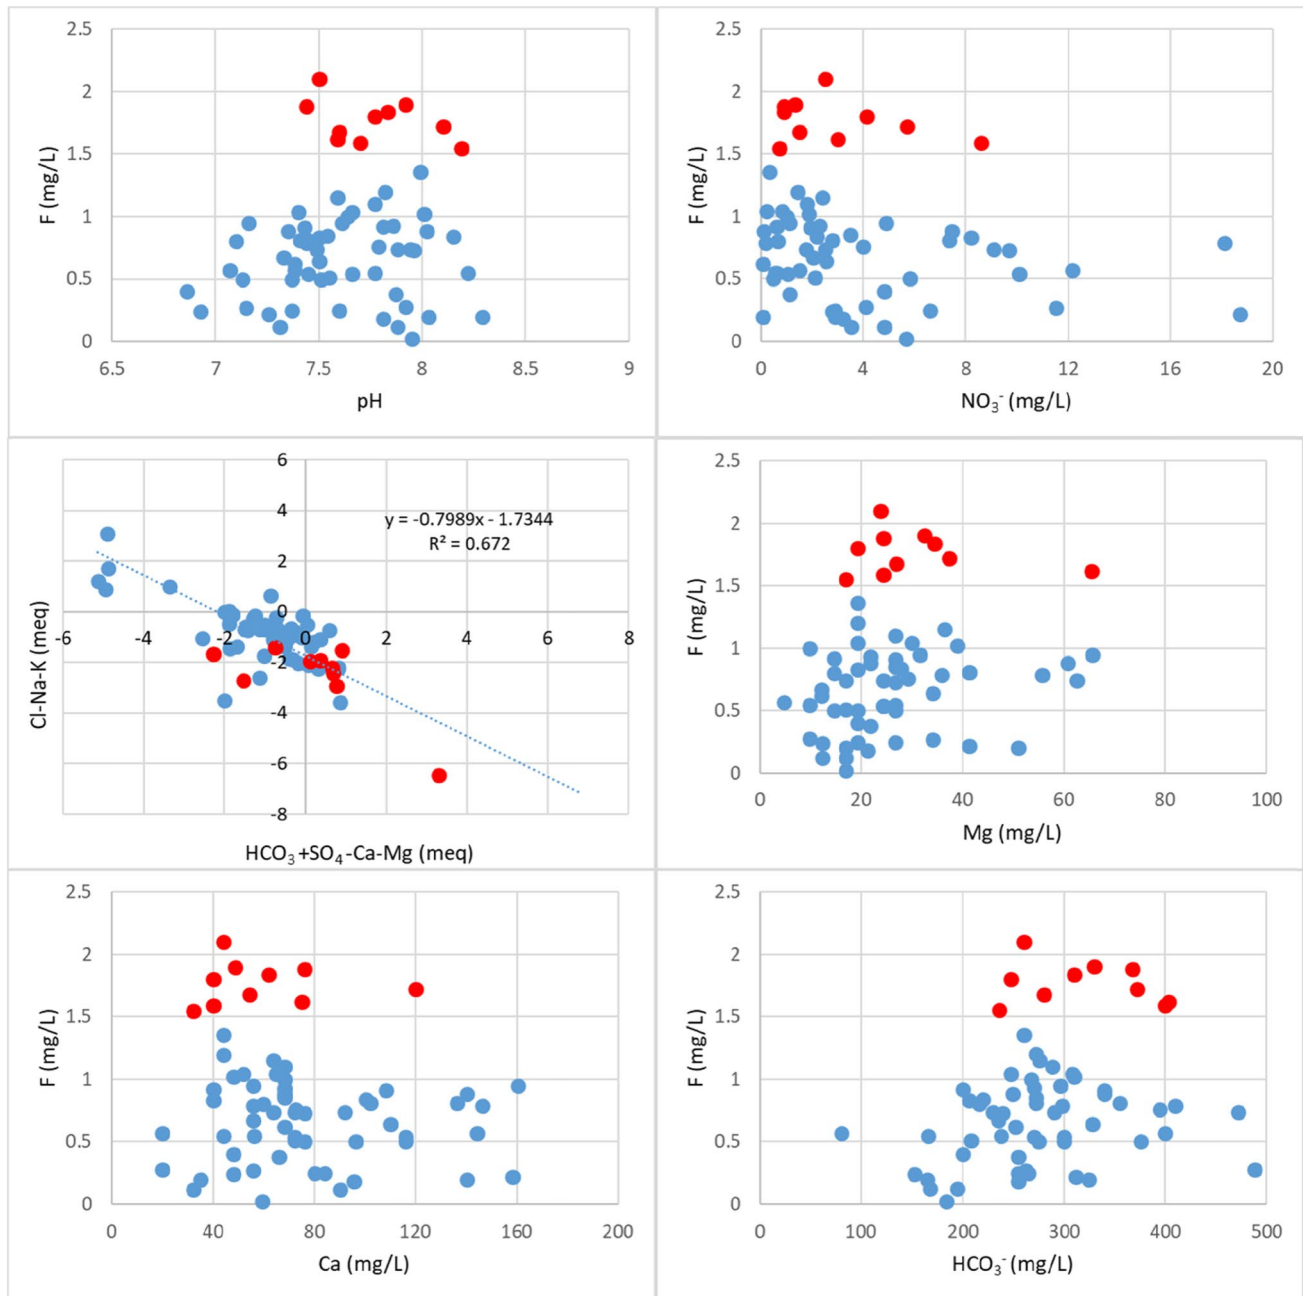 2.5
2
1.5
1
0.5
0
F (mg/L)
6.5 7 7.5 8 8.5 9
pH
2.5
2
1.5
1
0.5
0
F (mg/L)
0 4 8 12 16 20
NO₃⁻ (mg/L)
6
4
2
0
-2
-4
-6
-8
-6 -4 -2 0 2 4 6 8
Cl-Na-K (meq)
y = -0.7989x - 1.7344
R² = 0.672
HCO₃+SO₄-Ca-Mg (meq)
2.5
2
1.5
1
0.5
0
F (mg/L)
0 20 40 60 80 100
Mg (mg/L)
2.5
2
1.5
1
0.5
0
F (mg/L)
0 40 80 120 160 200
Ca (mg/L)
2.5
2
1.5
1
0.5
0
F (mg/L)
0 100 200 300 400 500
HCO₃⁻ (mg/L)